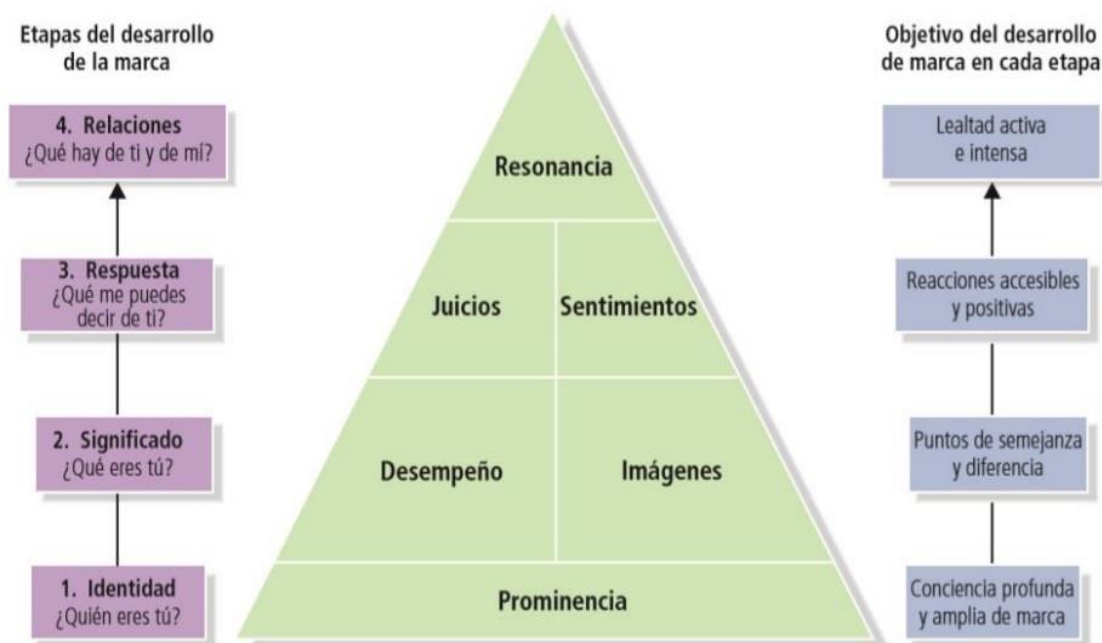 Etapas del desarrollo
de la marca
4. Relaciones
¿Qué hay de ti y de mí?
3. Respuesta
¿Qué me puedes
decir de ti?
2. Significado
¿Qué eres tú?
1. Identidad
¿Quién eres tú?
Resonancia
Juicios
Sentimientos
Desempeño
Imágenes
Prominencia
Objetivo del desarrollo
de marca en cada etapa
Lealtad activa
e intensa
Reacciones accesibles
y positivas
Puntos de semejanza
y diferencia
Conciencia profunda
y amplia de marca